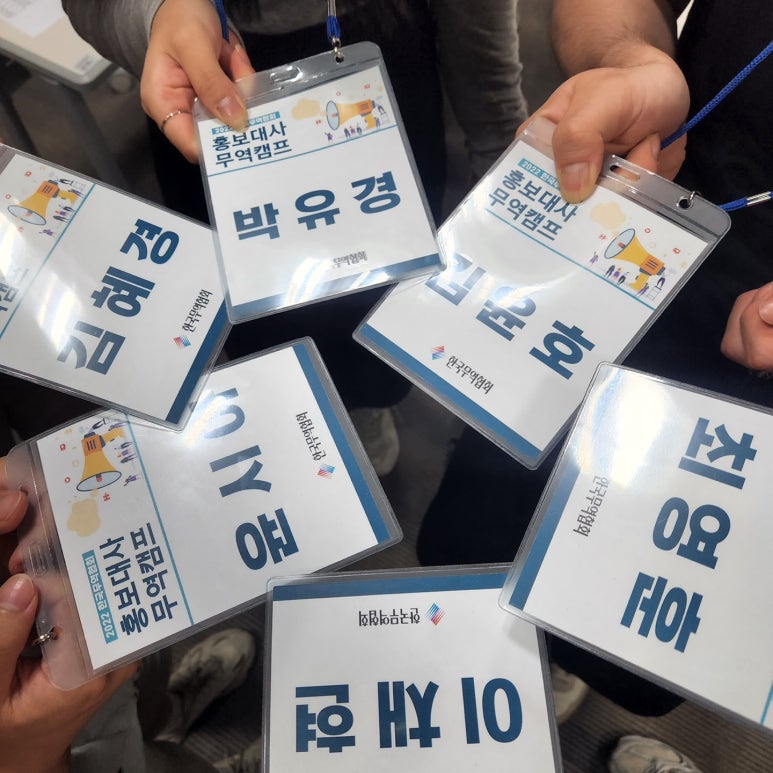 2022 한국무역협회
홍보대사
무역캠프
박유경
무역협회
2022
홍보대사
무역캠프
윤호
한국무역협회
캠프
김혜경
한국무역협회
2022 한국무역협회
홍보대사
무역캠프
시
한국무역협회
최영훈
한국무역협회
이채현
한국무역협회